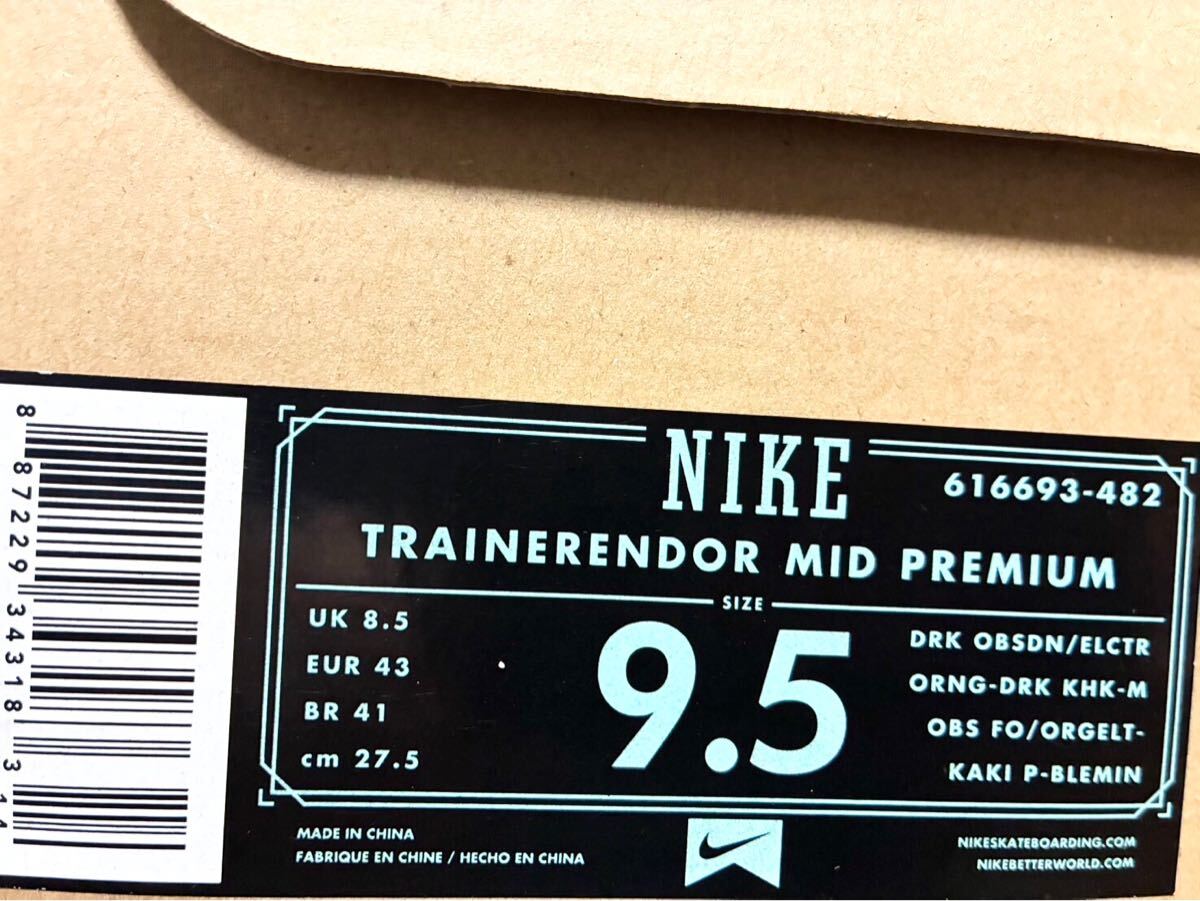 NIKE
616693-482
TRAINERENDOR MID PREMIUM
SIZE
UK 8.5
EUR 43
BR 41
cm 27.5
9.5
DRK OBSDN/ELCTR
ORNG-DRK KHK-M
OBS FO/ORGELT-
KAKI P-BLEMIN
MADE IN CHINA
FABRIQUE EN CHINE / HECHO EN CHINA
NIKESKATEBOARDING.COM
NIKEBETTERWORLD.COM
8 87229 34318 3 14